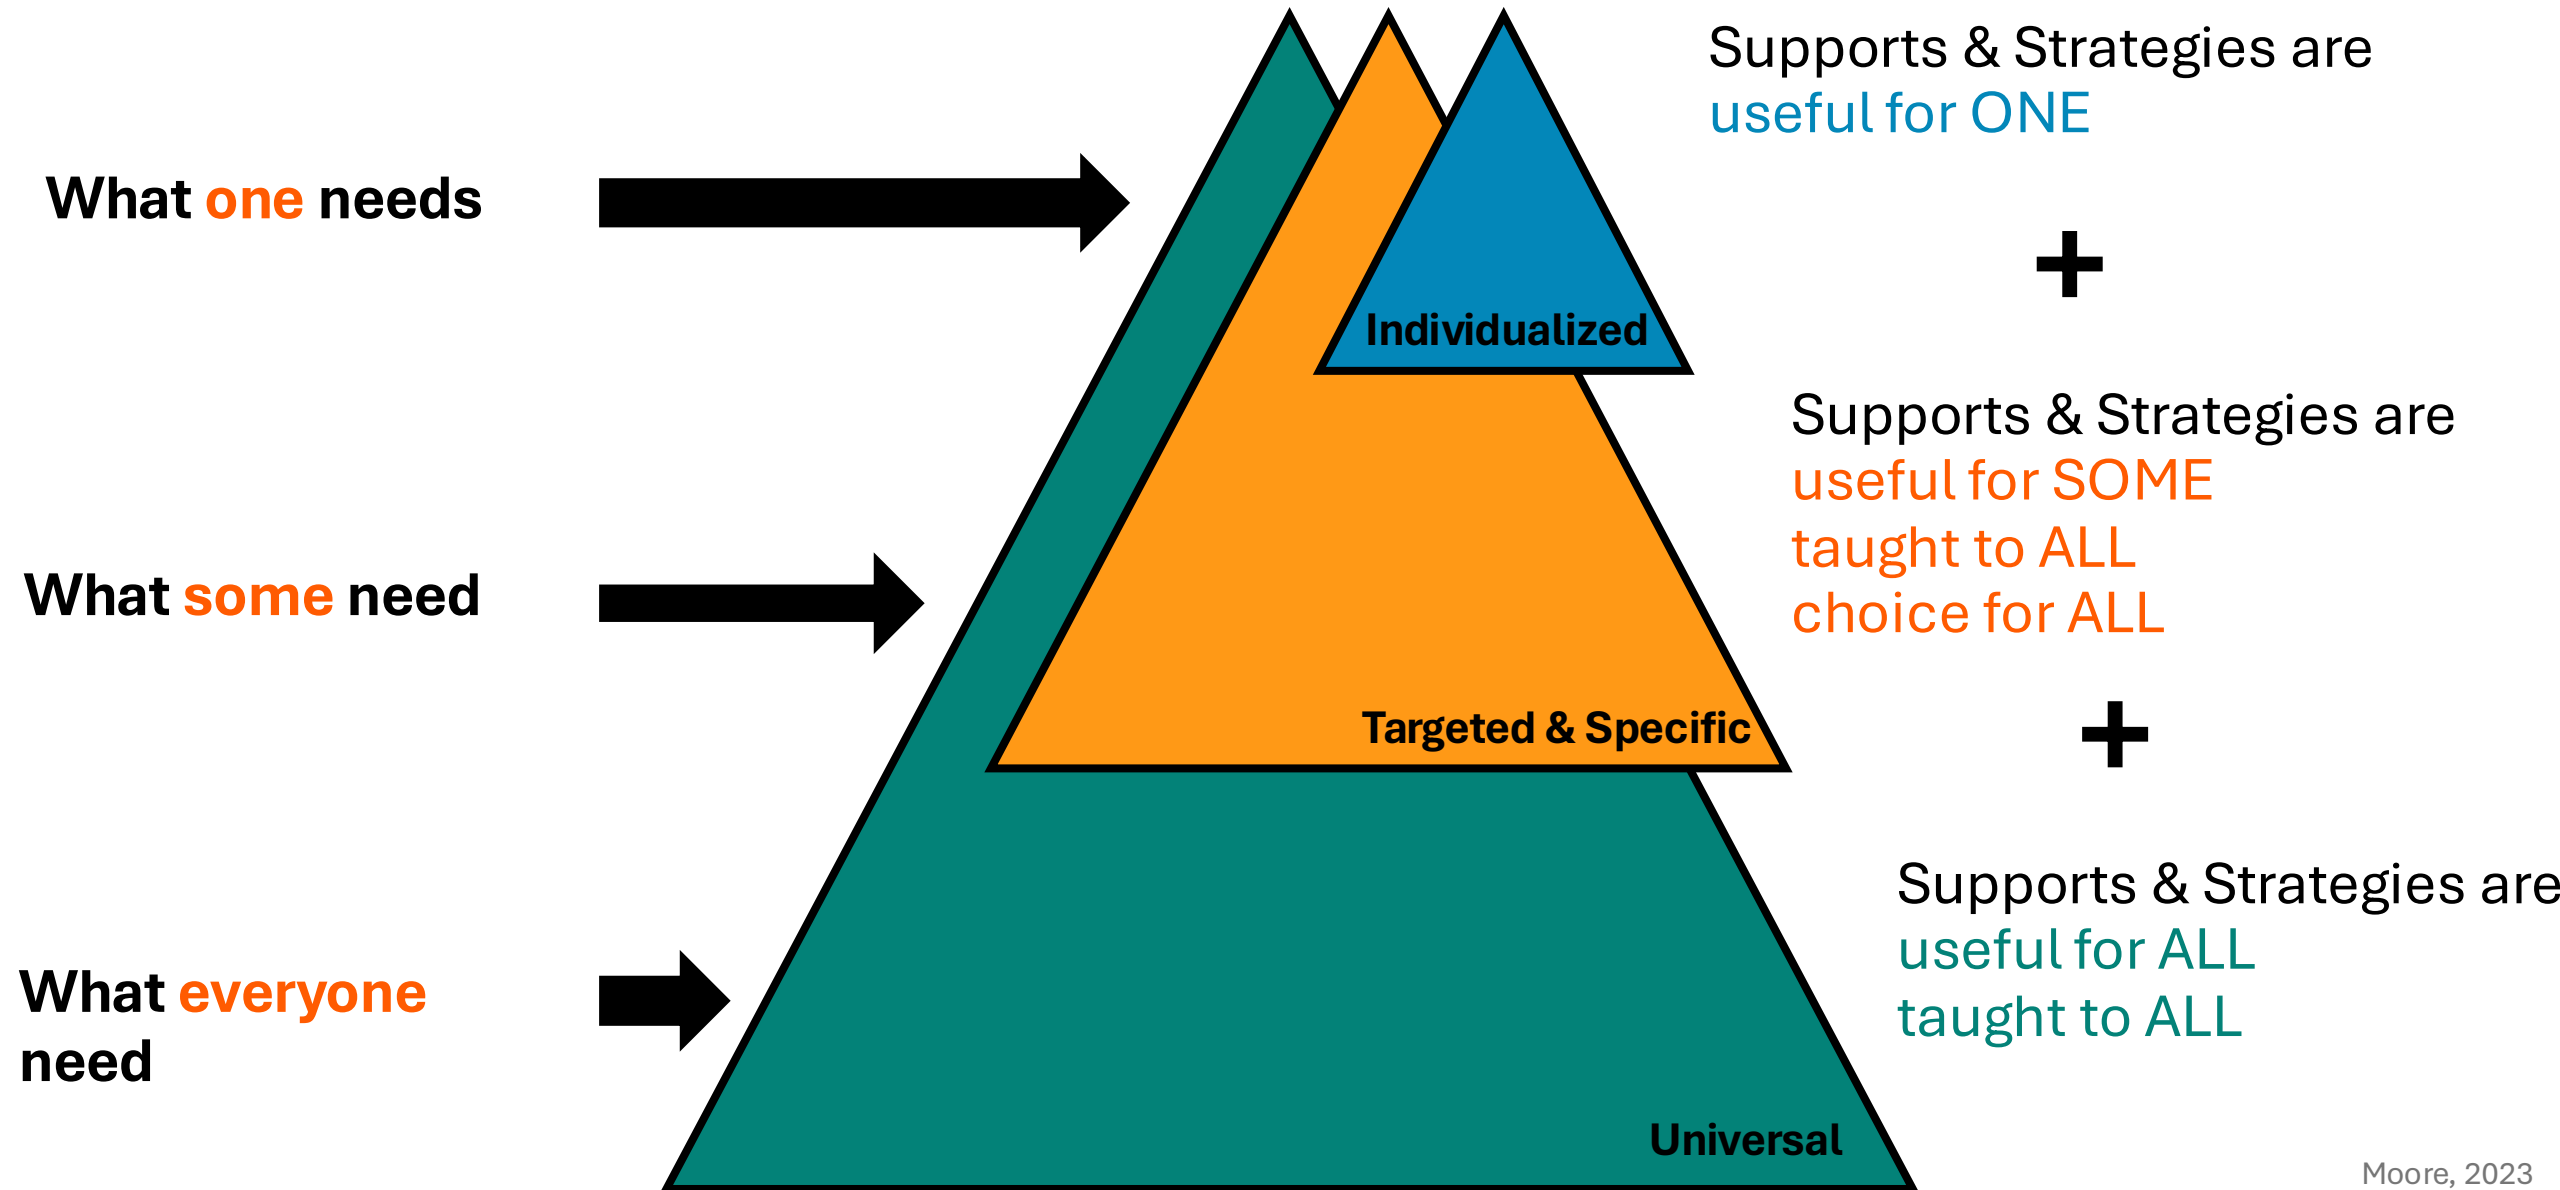 Supports & Strategies are
useful for ONE
What one needs
+
Individualized
Supports & Strategies are
useful for SOME
taught to ALL
choice for ALL
What some need
Targeted & Specific
+
Supports & Strategies are
useful for ALL
taught to ALL
What everyone
need
Universal
Moore, 2023